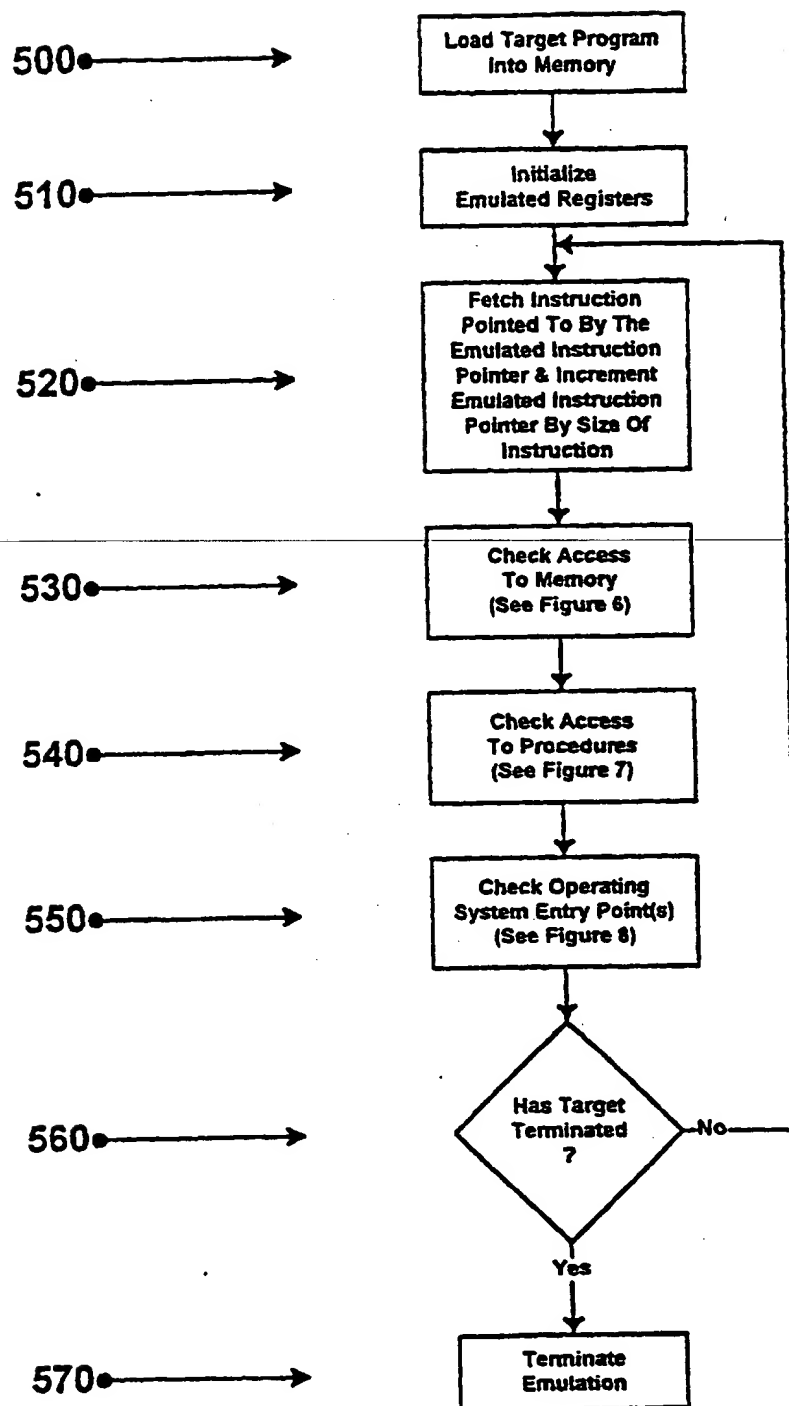 500
Load Target Program
Into Memory
510
Initialize
Emulated Registers
520
Fetch Instruction
Pointed To By The
Emulated Instruction
Pointer & Increment
Emulated Instruction
Pointer By Size Of
Instruction
530
Check Access
To Memory
(See Figure 6)
540
Check Access
To Procedures
(See Figure 7)
550
Check Operating
System Entry Point(s)
(See Figure 8)
560
Has Target
Terminated
?
No
Yes
570
Terminate
Emulation